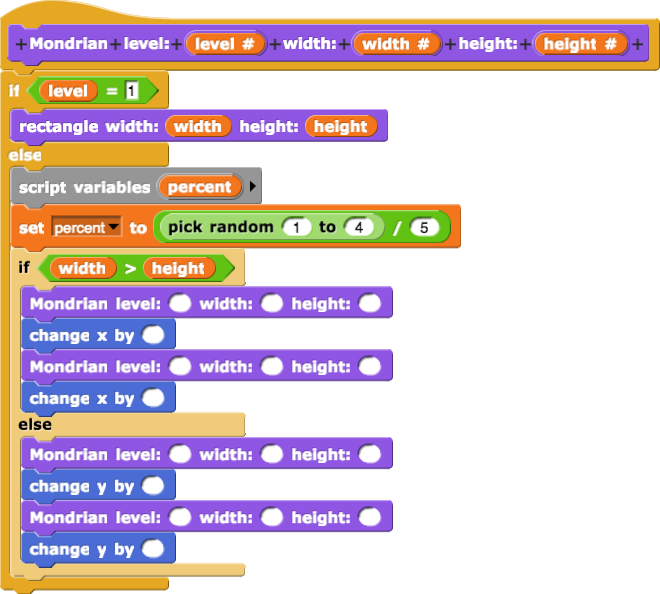 + Mondrian + level: + level # + width: + width # + height: + height # +
if level = 1
rectangle width: width height: height
else
script variables percent
set percent to pick random 1 to 4 / 5
if width > height
Mondrian level: width: height:
change x by
Mondrian level: width: height:
change x by
else
Mondrian level: width: height:
change y by
Mondrian level: width: height:
change y by